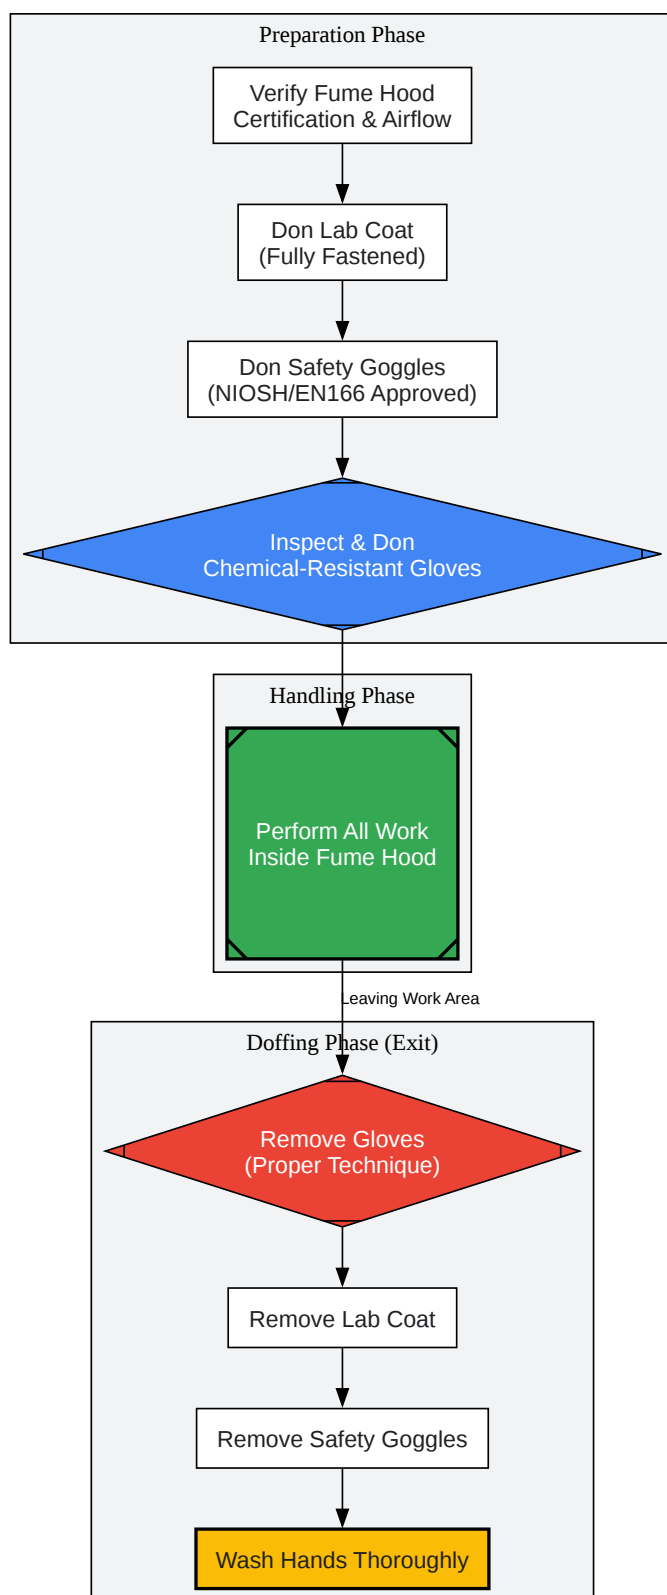 Preparation Phase
Verify Fume Hood
Certification & Airflow
Don Lab Coat
(Fully Fastened)
Don Safety Goggles
(NIOSH/EN166 Approved)
Inspect & Don
Chemical-Resistant Gloves
Handling Phase
Perform All Work
Inside Fume Hood
Leaving Work Area
Doffing Phase (Exit)
Remove Gloves
(Proper Technique)
Remove Lab Coat
Remove Safety Goggles
Wash Hands Thoroughly